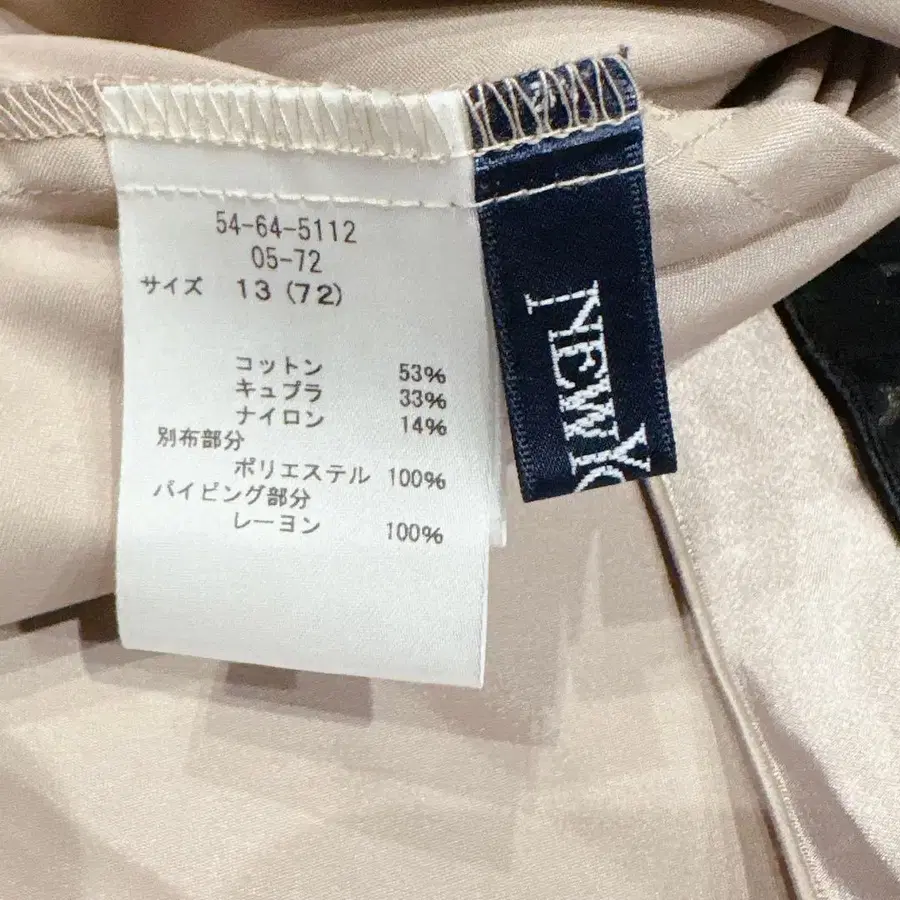 54-64-5112
05-72
サイズ 13 (72)
コットン 53%
キュプラ 33%
ナイロン 14%
別布部分
ポリエステル 100%
パイピング部分
レーヨン 100%
NEW